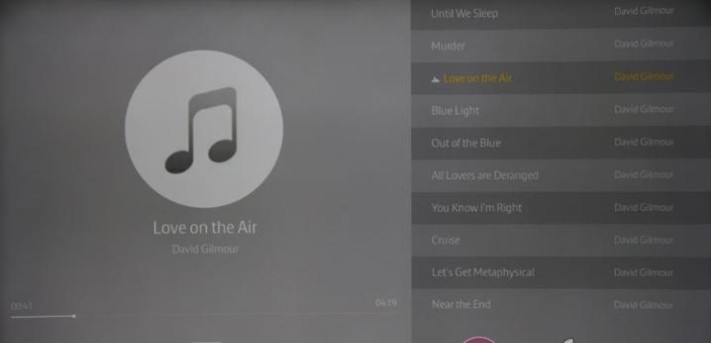 Love on the Air
David Gilmour
00:41
04:19
Until We Sleep David Gilmour
Murder David Gilmour
Love on the Air David Gilmour
Blue Light David Gilmour
Out of the Blue David Gilmour
All Lovers are Deranged David Gilmour
You Know I'm Right David Gilmour
Cruise David Gilmour
Let's Get Metaphysical David Gilmour
Near the End David Gilmour